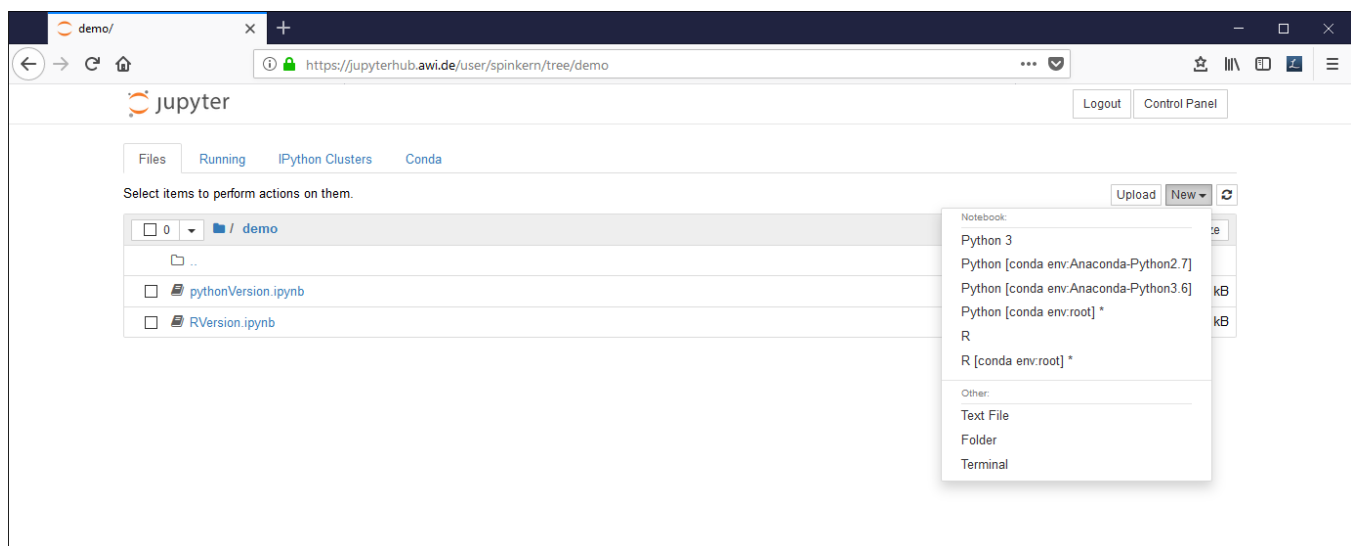 demo/
https://jupyterhub.awi.de/user/spinkern/tree/demo
jupyter
Logout Control Panel
Files Running IPython Clusters Conda
Select items to perform actions on them.
Upload New
0 / demo
..
pythonVersion.ipynb kB
RVersion.ipynb kB
Notebook:
Python 3
Python [conda env:Anaconda-Python2.7]
Python [conda env:Anaconda-Python3.6]
Python [conda env:root] *
R
R [conda env:root] *
Other:
Text File
Folder
Terminal